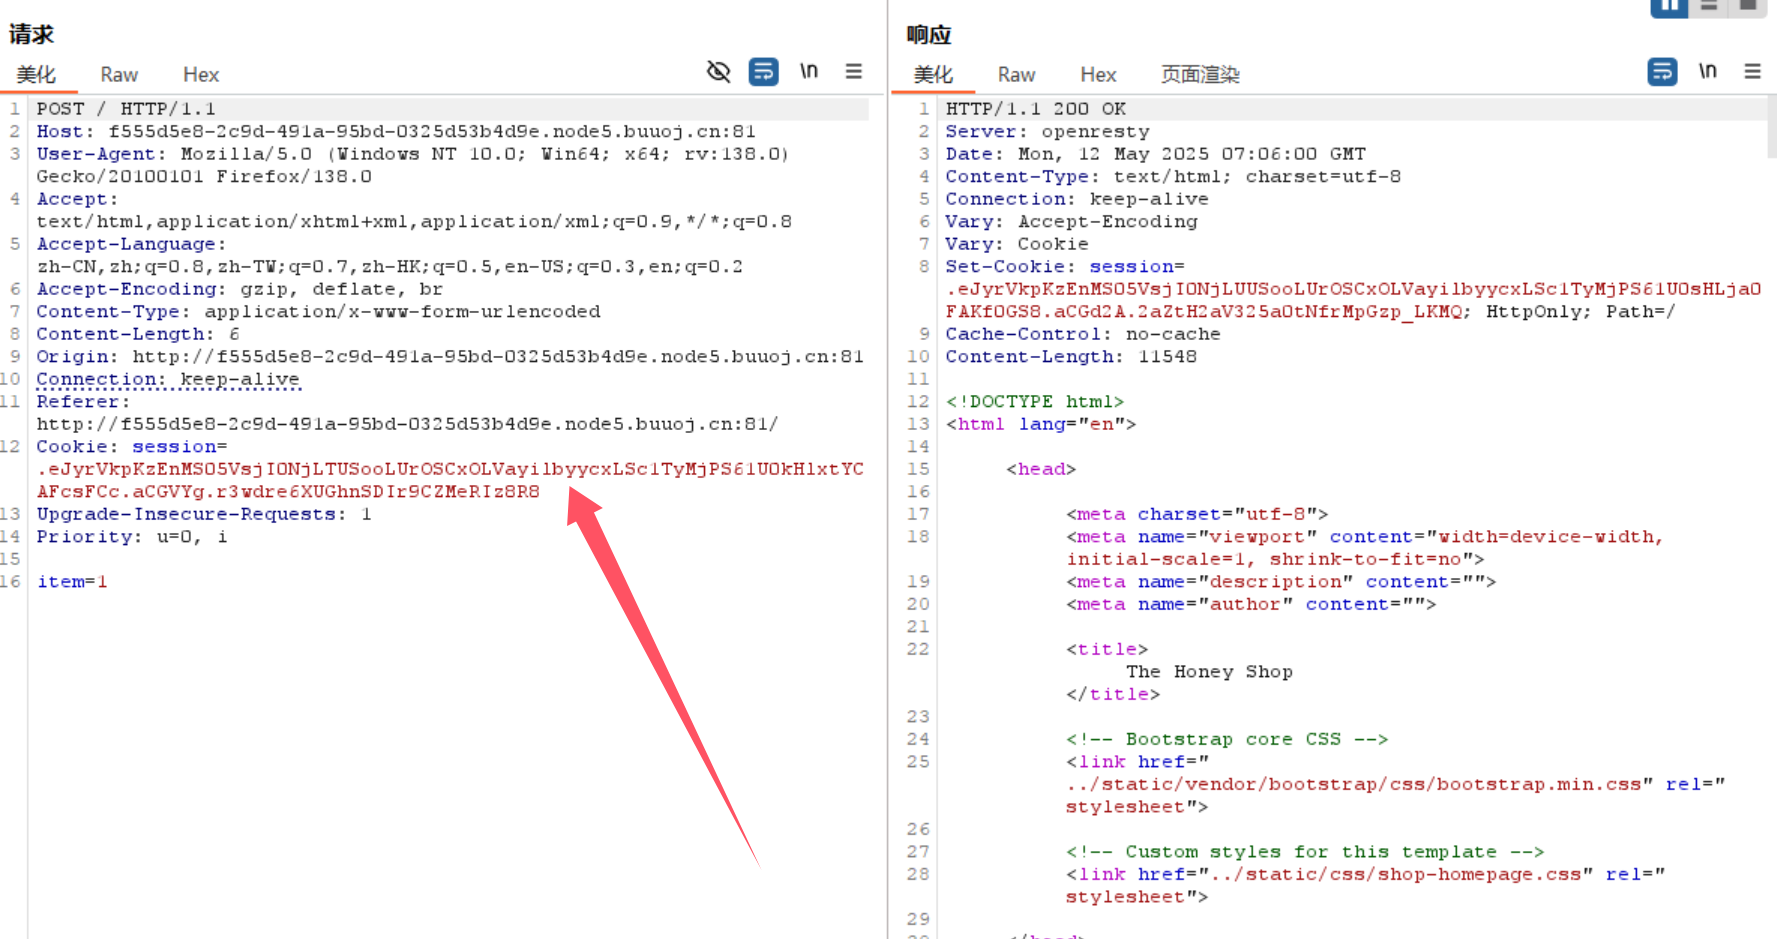 请求
美化 Raw Hex \n
1 POST / HTTP/1.1
2 Host: f555d5e8-2c9d-491a-95bd-0325d53b4d9e.node5.buuoj.cn:81
3 User-Agent: Mozilla/5.0 (Windows NT 10.0; Win64; x64; rv:138.0)
Gecko/20100101 Firefox/138.0
4 Accept:
text/html,application/xhtml+xml,application/xml;q=0.9,*/*;q=0.8
5 Accept-Language:
zh-CN,zh;q=0.8,zh-TW;q=0.7,zh-HK;q=0.5,en-US;q=0.3,en;q=0.2
6 Accept-Encoding: gzip, deflate, br
7 Content-Type: application/x-www-form-urlencoded
8 Content-Length: 6
9 Origin: http://f555d5e8-2c9d-491a-95bd-0325d53b4d9e.node5.buuoj.cn:81
10 Connection: keep-alive
11 Referer:
http://f555d5e8-2c9d-491a-95bd-0325d53b4d9e.node5.buuoj.cn:81/
12 Cookie: session=
.eJyrVkpKzEnMS05VsjI0NjLTUSooLUrOSCxOLVayilbyycxLSc1TyMjPS61U0kHlxtYC
AFcsFCc.aCGVYg.r3wdre6XUGhnSDIr9CZMeRIz8R8
13 Upgrade-Insecure-Requests: 1
14 Priority: u=0, i
15
16 item=1
响应
美化 Raw Hex 页面渲染 \n
1 HTTP/1.1 200 OK
2 Server: openresty
3 Date: Mon, 12 May 2025 07:06:00 GMT
4 Content-Type: text/html; charset=utf-8
5 Connection: keep-alive
6 Vary: Accept-Encoding
7 Vary: Cookie
8 Set-Cookie: session=
.eJyrVkpKzEnMS05VsjI0NjLUUSooLUrOSCxOLVayilbyycxLSc1TyMjPS61U0sHLja0
FAKf0GS8.aCGd2A.2aZtH2aV325a0tNfrMpGzp_LKMQ; HttpOnly; Path=/
9 Cache-Control: no-cache
10 Content-Length: 11548
11
12 <!DOCTYPE html>
13 <html lang="en">
14
15 <head>
16
17 <meta charset="utf-8">
18 <meta name="viewport" content="width=device-width,
initial-scale=1, shrink-to-fit=no">
19 <meta name="description" content="">
20 <meta name="author" content="">
21
22 <title>
The Honey Shop
</title>
23
24 <!-- Bootstrap core CSS -->
25 <link href="
../static/vendor/bootstrap/css/bootstrap.min.css" rel="
stylesheet">
26
27 <!-- Custom styles for this template -->
28 <link href="../static/css/shop-homepage.css" rel="
stylesheet">
29